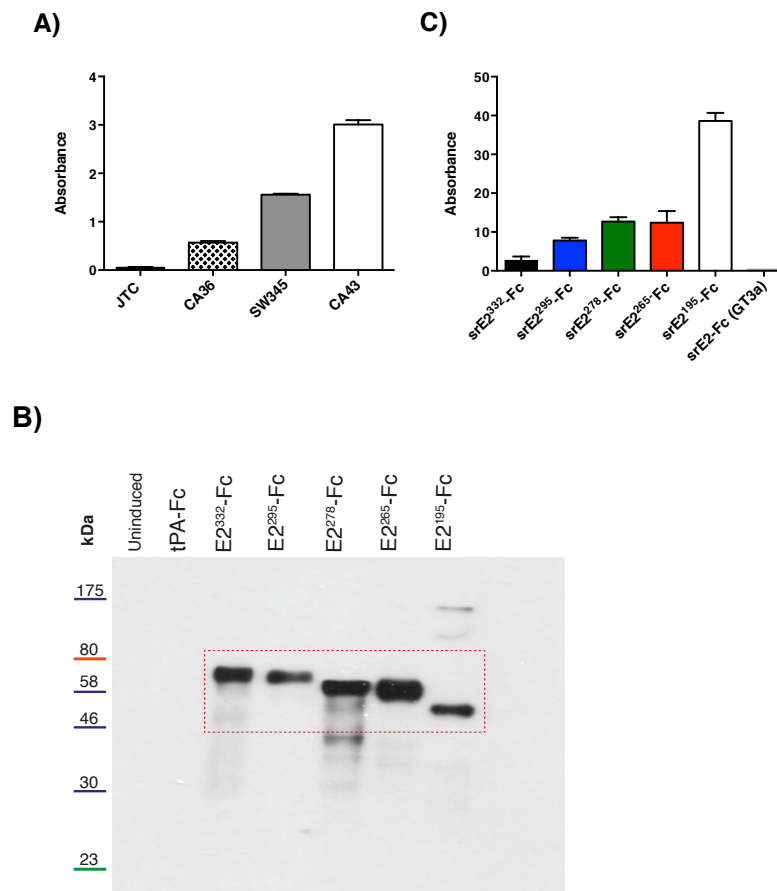 A)
Absorbance
4
3
2
1
0
JTC
CA36
SW345
CA43
C)
Absorbance
50
40
30
20
10
0
srE2³³²-Fc
srE2²⁹⁵-Fc
srE2²⁷⁸-Fc
srE2²⁶⁵-Fc
srE2¹⁹⁵-Fc
srE2-Fc (GT3a)
B)
kDa
Uninduced
tPA-Fc
E2³³²-Fc
E2²⁹⁵-Fc
E2²⁷⁸-Fc
E2²⁶⁵-Fc
E2¹⁹⁵-Fc
175
80
58
46
30
23